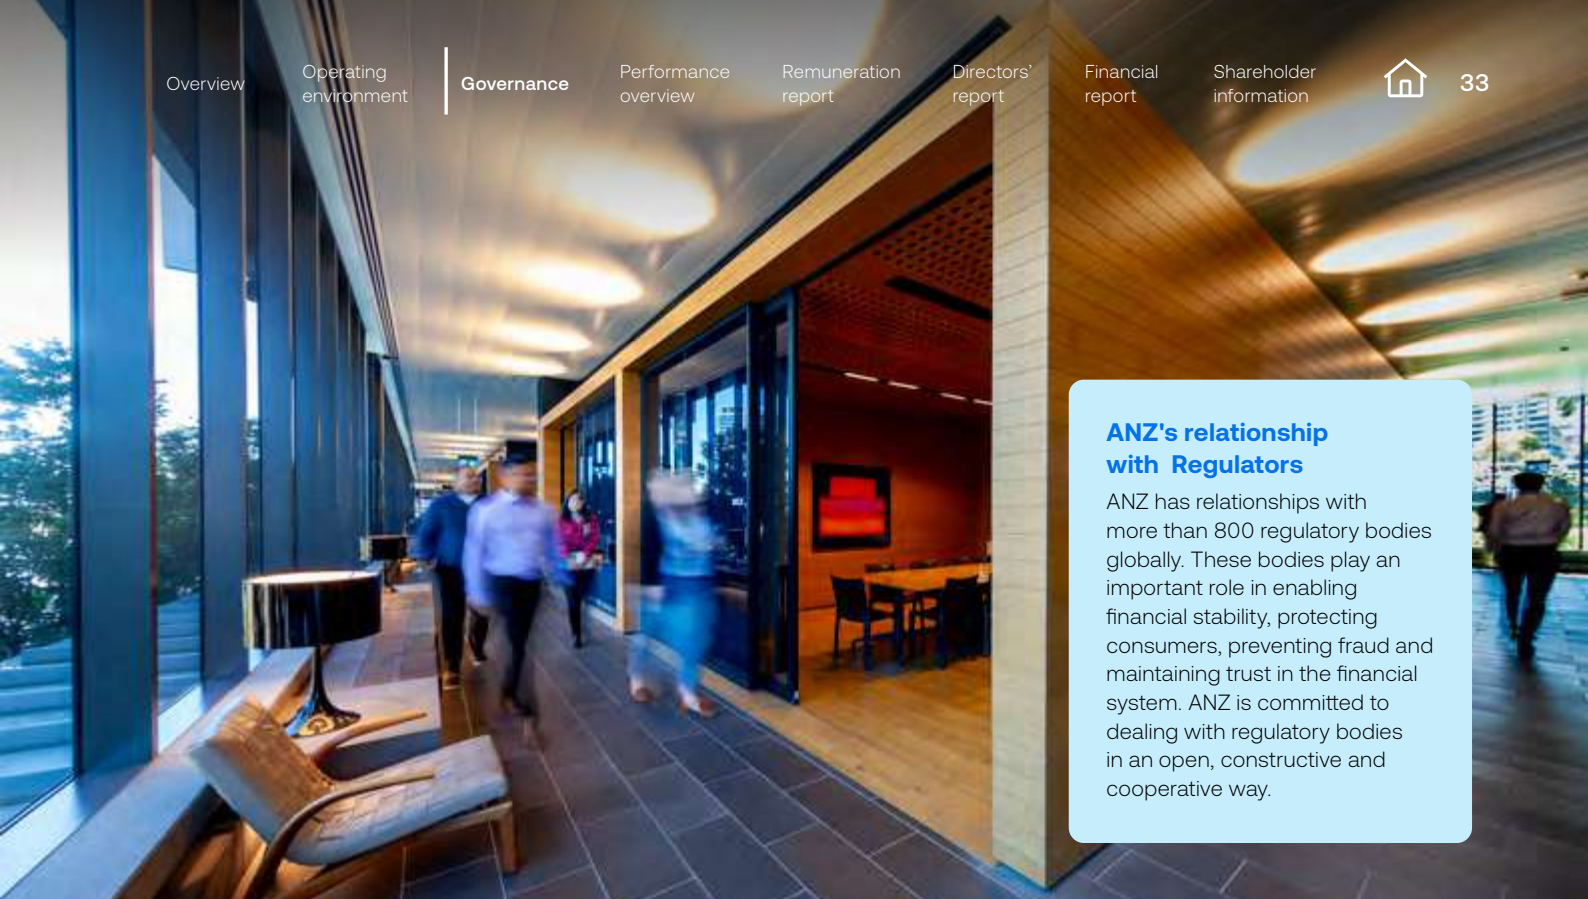 Overview
Operating
environment
Governance
Performance
overview
Remuneration
report
Directors’
report
Financial
report
Shareholder
information
33
ANZ's relationship
with  Regulators
ANZ has relationships with
more than 800 regulatory bodies
globally. These bodies play an
important role in enabling
financial stability, protecting
consumers, preventing fraud and
maintaining trust in the financial
system. ANZ is committed to
dealing with regulatory bodies
in an open, constructive and
cooperative way.